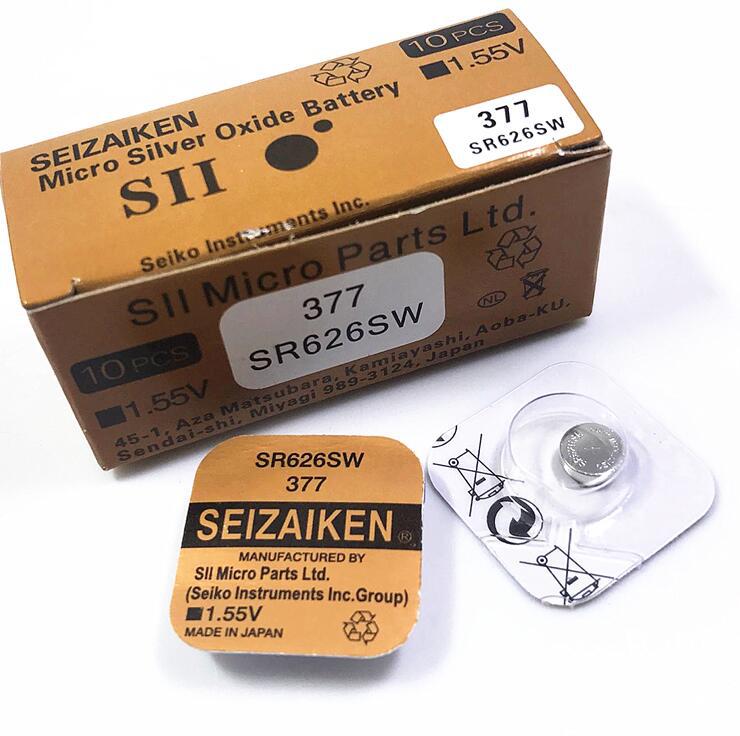 10 PCS
1.55V
SEIZAIKEN
Micro Silver Oxide Battery
SII
377
SR626SW
Seiko Instruments Inc.
SII Micro Parts Ltd.
377
SR626SW
NL
10 PCS
1.55V
45-1, Aza Matsubara, Kamiayashi, Aoba-KU,
Sendai-shi, Miyagi 989-3124, Japan
SR626SW
377
SEIZAIKEN®
MANUFACTURED BY
SII Micro Parts Ltd.
(Seiko Instruments Inc.Group)
1.55V
MADE IN JAPAN